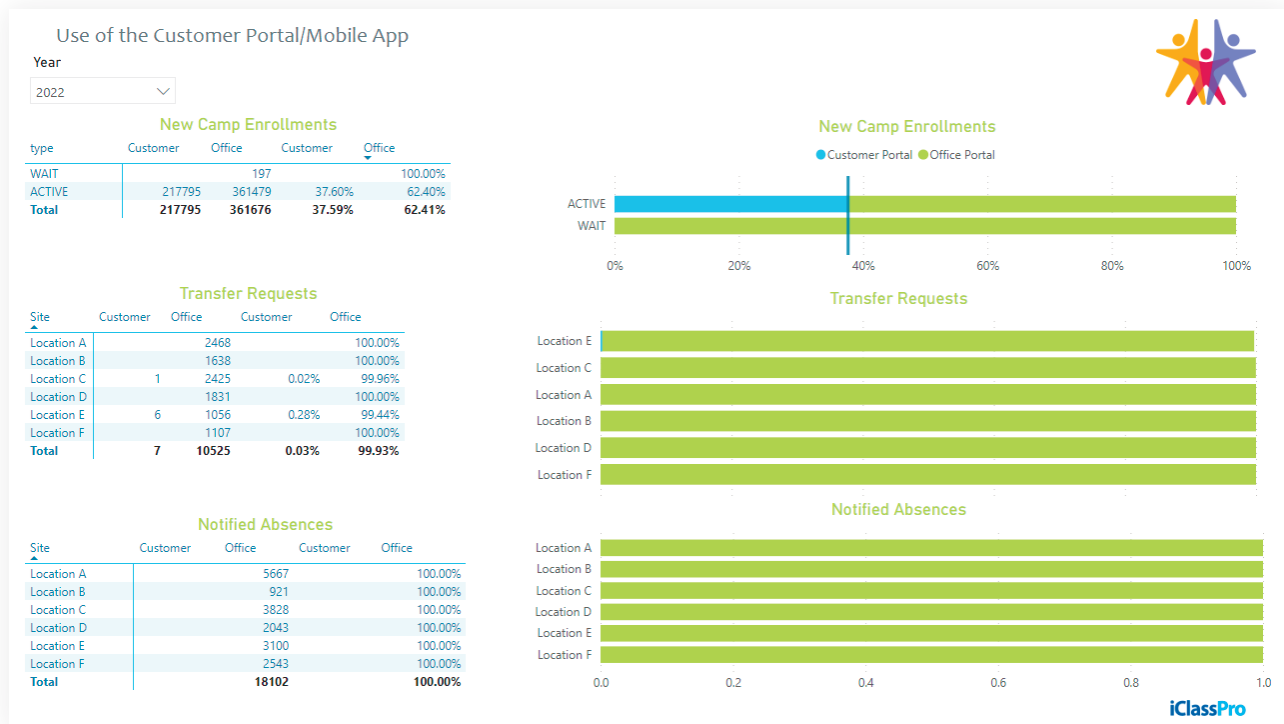 Use of the Customer Portal/Mobile App
Year
2022
New Camp Enrollments
type Customer Office Customer Office
WAIT 197 100.00%
ACTIVE 217795 361479 37.60% 62.40%
Total 217795 361676 37.59% 62.41%
New Camp Enrollments
Customer Portal Office Portal
ACTIVE
WAIT
0% 20% 40% 60% 80% 100%
Transfer Requests
Site Customer Office Customer Office
Location A 2468 100.00%
Location B 1638 100.00%
Location C 1 2425 0.02% 99.96%
Location D 1831 100.00%
Location E 6 1056 0.28% 99.44%
Location F 1107 100.00%
Total 7 10525 0.03% 99.93%
Transfer Requests
Location E
Location C
Location A
Location B
Location D
Location F
Notified Absences
Site Customer Office Customer Office
Location A 5667 100.00%
Location B 921 100.00%
Location C 3828 100.00%
Location D 2043 100.00%
Location E 3100 100.00%
Location F 2543 100.00%
Total 18102 100.00%
Notified Absences
Location A
Location B
Location C
Location D
Location E
Location F
0.0 0.2 0.4 0.6 0.8 1.0
iClassPro